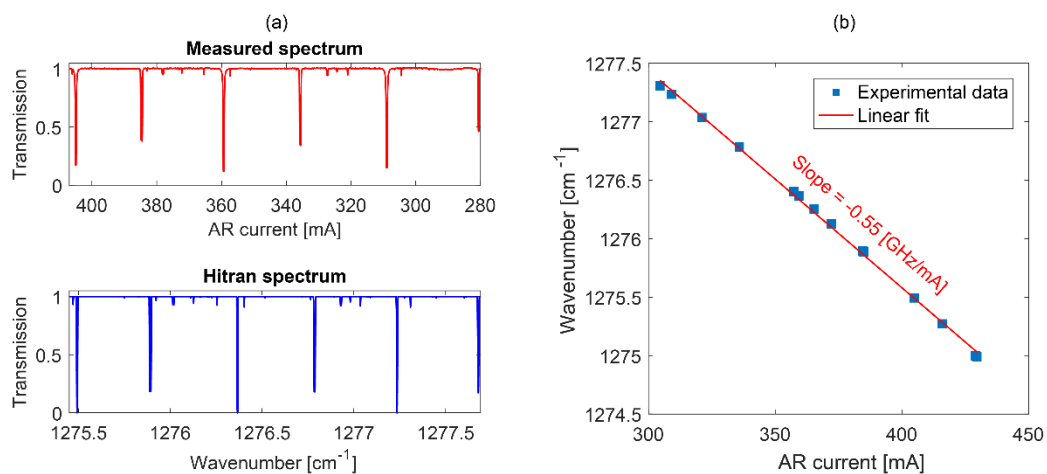 (a)
Measured spectrum
1
0.5
0
Transmission
400
380
360
340
320
300
280
AR current [mA]
Hitran spectrum
1
0.5
0
Transmission
1275.5
1276
1276.5
1277
1277.5
Wavenumber [cm-1]
(b)
1277.5
1277
1276.5
1276
1275.5
1275
1274.5
Wavenumber [cm-1]
Experimental data
Linear fit
Slope = -0.55 [GHz/mA]
300
350
400
450
AR current [mA]